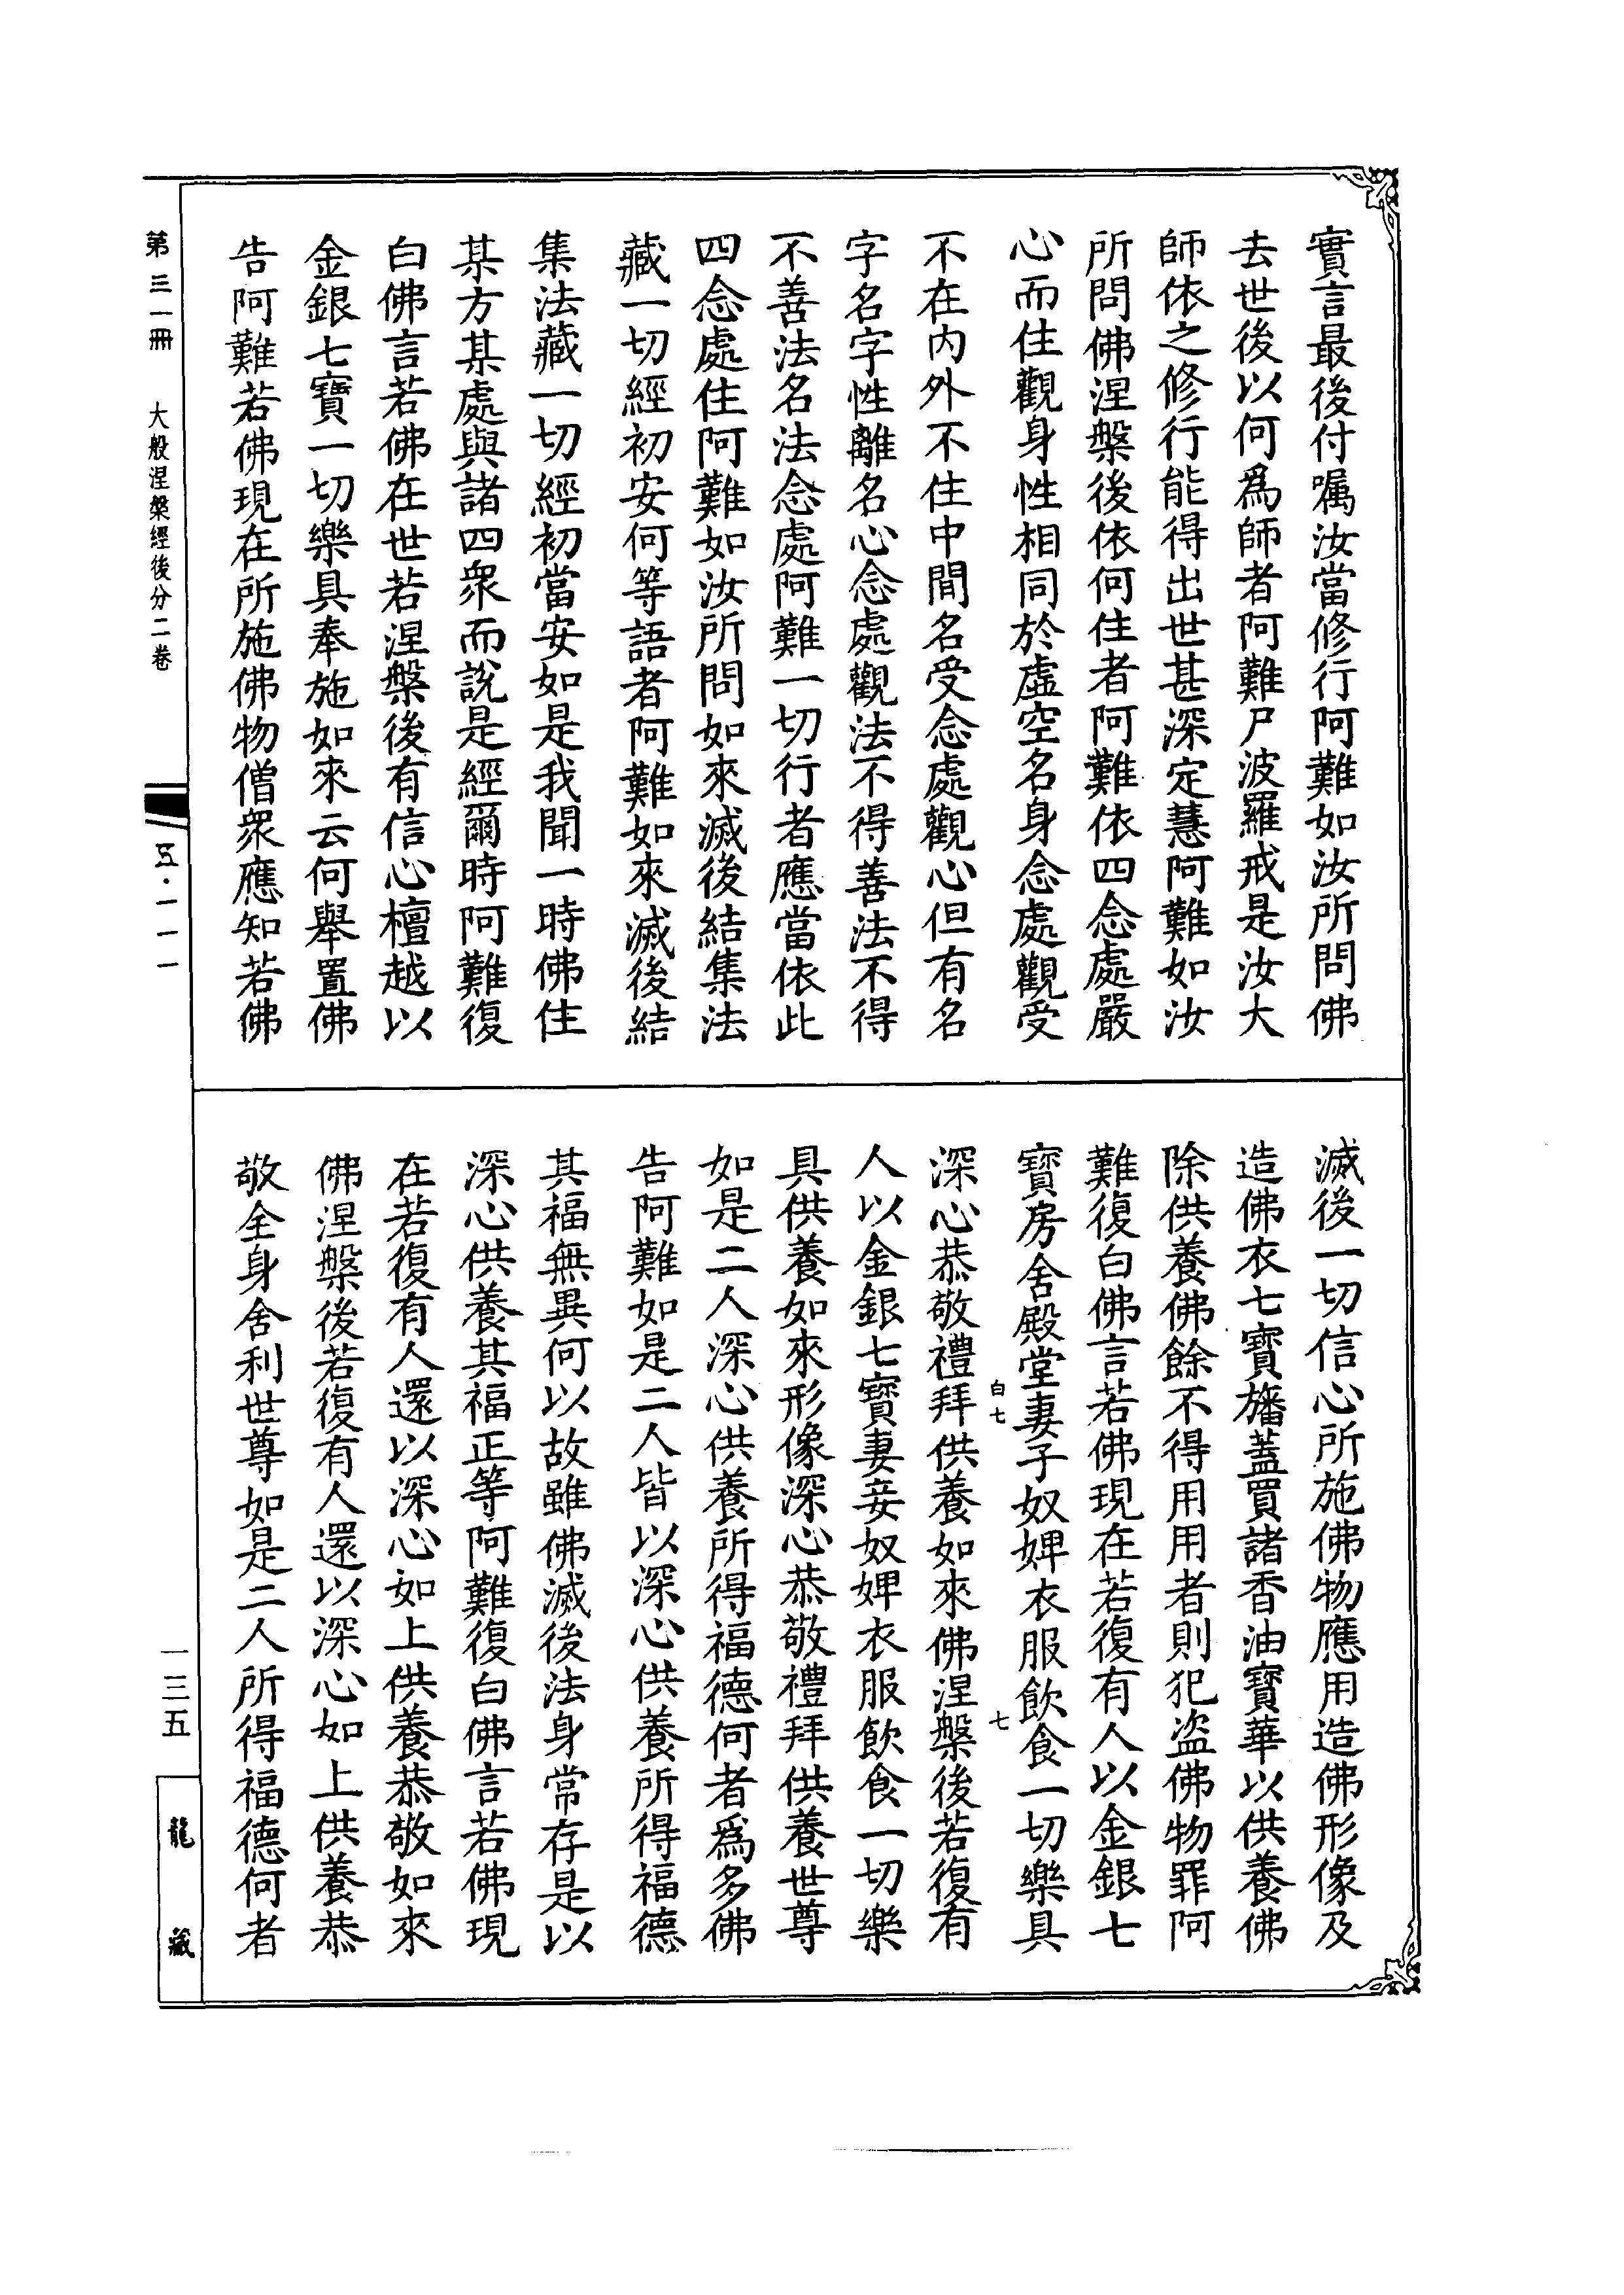 實言最後付囑汝當修行阿難如汝所問佛
去世後以何爲師者阿難尸波羅戒是汝大
師依之修行能得出世甚深定慧阿難如汝
所問佛涅槃後依何住者阿難依四念處嚴
心而住觀身性相同於虛空名身念處觀受
不在內外不住中間名受念處觀心但有名
字名字性離名心念處觀法不得善法不得
不善法名法念處阿難一切行者應當依此
四念處住阿難如汝所問如來滅後結集法
藏一切經初安何等語者阿難如來滅後結
集法藏一切經初當安如是我聞一時佛住
某方某處與諸四衆而說是經爾時阿難復
白佛言若佛在世若涅槃後有信心檀越以
金銀七寶一切樂具奉施如來云何舉置佛
告阿難若佛現在所施佛物僧衆應知若佛
滅後一切信心所施佛物應用造佛形像及
造佛衣七寶旛蓋買諸香油寶華以供養佛
除供養佛餘不得用用者則犯盜佛物罪阿
難復白佛言若佛現在若復有人以金銀七
寶房舍殿堂妻子奴婢衣服飲食一切樂具
白七
七
深心恭敬禮拜供養如來佛涅槃後若復有
人以金銀七寶妻妾奴婢衣服飲食一切樂
具供養如來形像深心恭敬禮拜供養世尊
如是二人深心供養所得福德何者爲多佛
告阿難如是二人皆以深心供養所得福德
其福無異何以故雖佛滅後法身常存是以
深心供養其福正等阿難復白佛言若佛現
在若復有人還以深心如上供養恭敬如來
佛涅槃後若復有人還以深心如上供養恭
敬全身舍利世尊如是二人所得福德何者
第三一冊 大般涅槃經後分二卷
五·一一一
一三五
龍藏